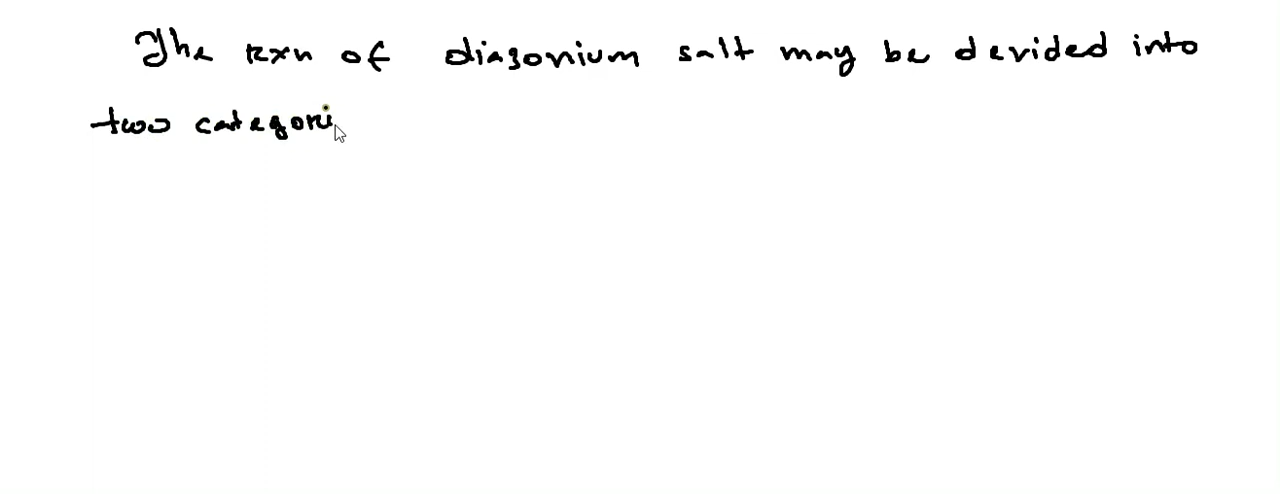 The rxn of diazonium salt may be devided into
two categori